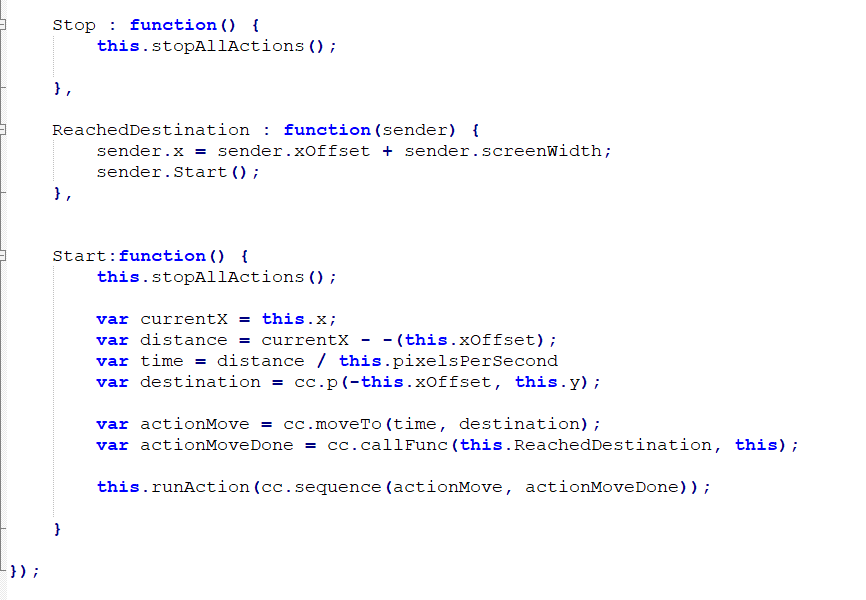 Stop : function() {
this.stopAllActions();
},
ReachedDestination : function(sender) {
sender.x = sender.xOffset + sender.screenWidth;
sender.Start();
},
Start:function() {
this.stopAllActions();
var currentX = this.x;
var distance = currentX - -(this.xOffset);
var time = distance / this.pixelsPerSecond
var destination = cc.p(-this.xOffset, this.y);
var actionMove = cc.moveTo(time, destination);
var actionMoveDone = cc.callFunc(this.ReachedDestination, this);
this.runAction(cc.sequence(actionMove, actionMoveDone));
}
});